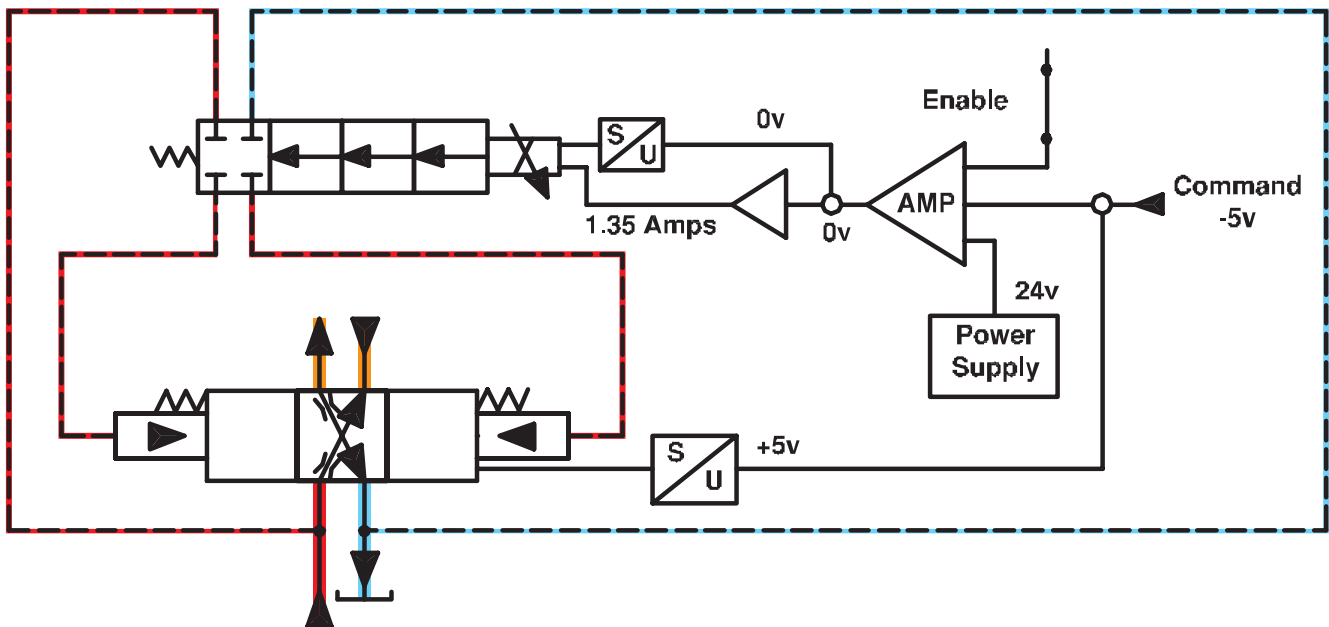 Enable
S
U
0v
Command
-5v
AMP
1.35 Amps
0v
24v
Power
Supply
S
U
+5v